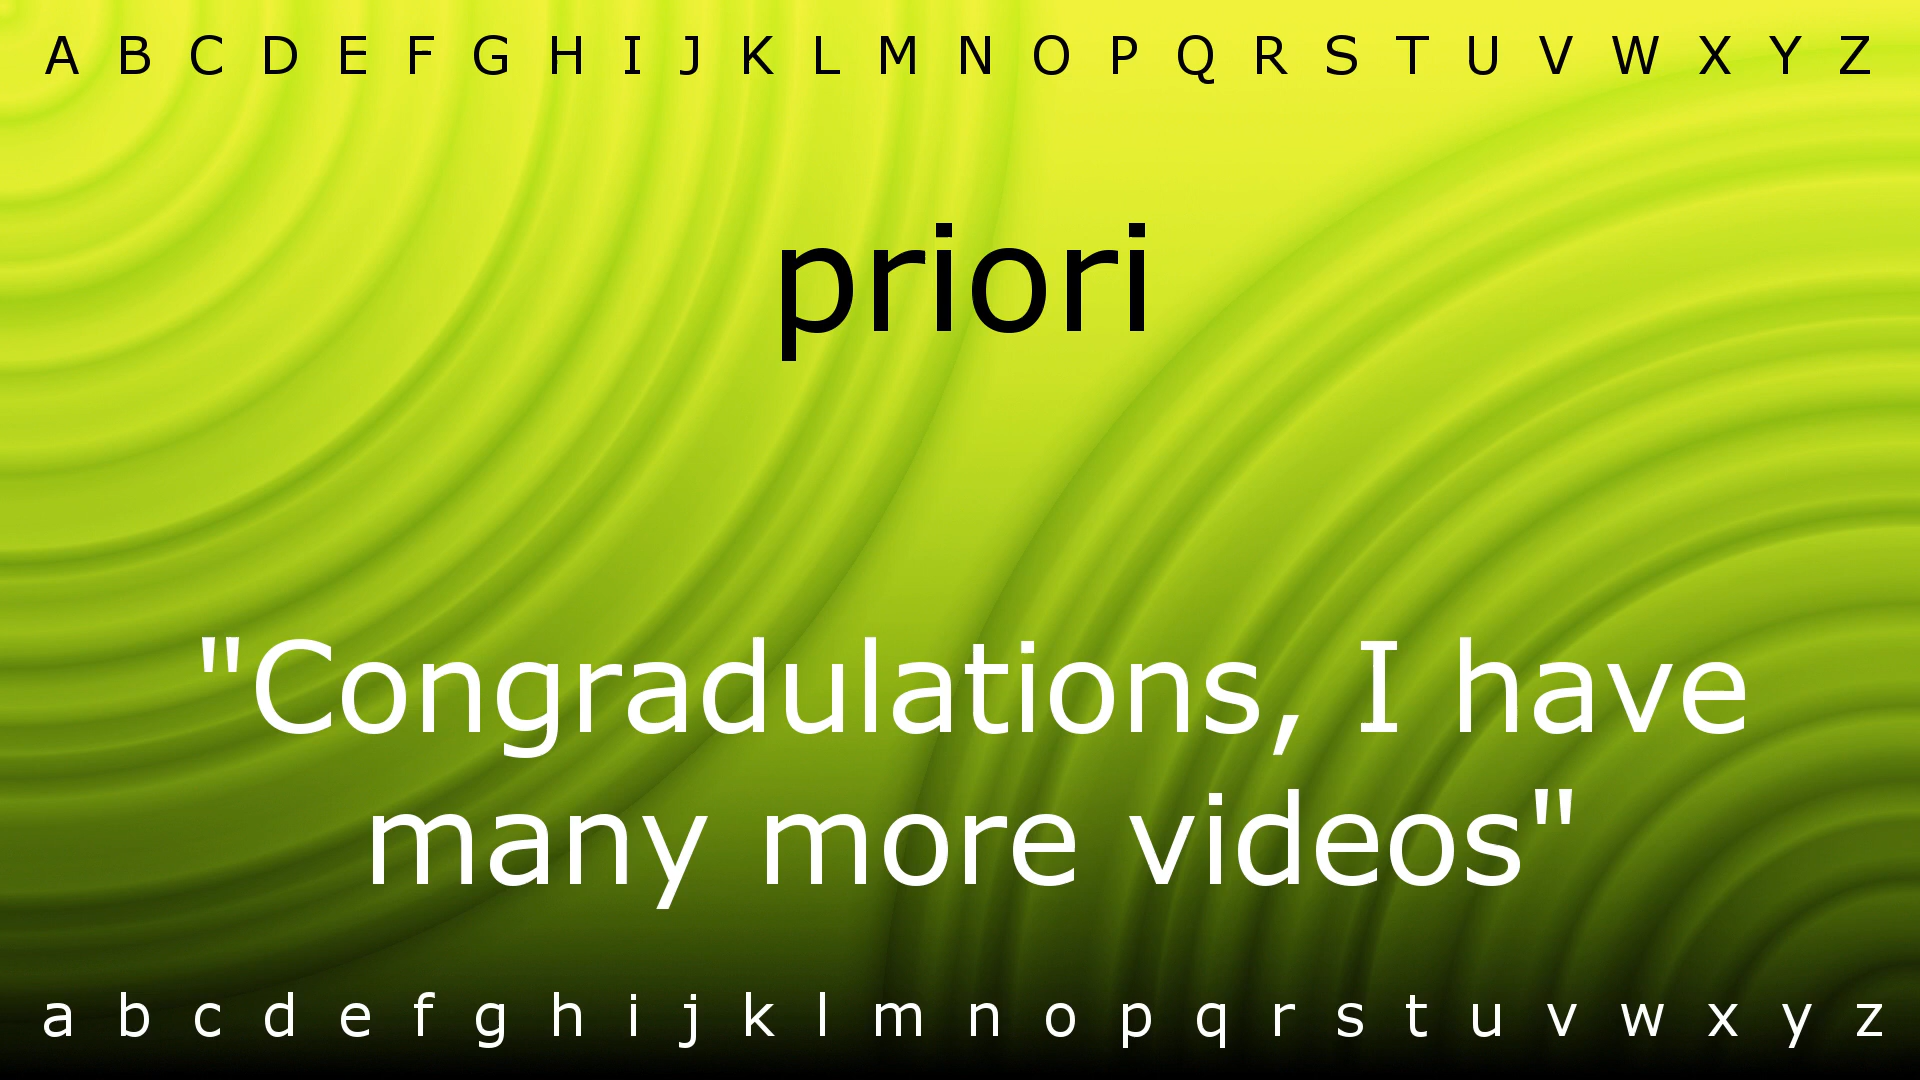 A B C D E F G H I J K L M N O P Q R S T U V W X Y Z
priori
"Congradulations, I have
many more videos"
a b c d e f g h i j k l m n o p q r s t u v w x y z